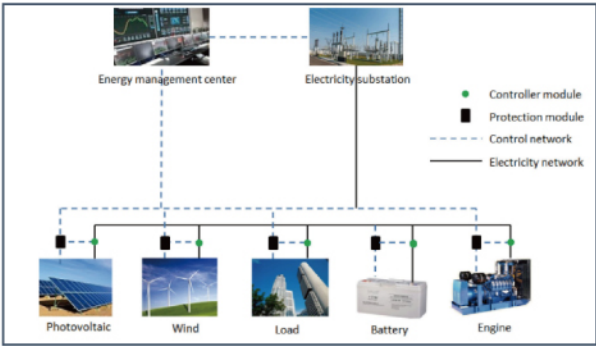 Energy management center
Electricity substation
Controller module
Protection module
Control network
Electricity network
Photovoltaic
Wind
Load
Battery
Engine